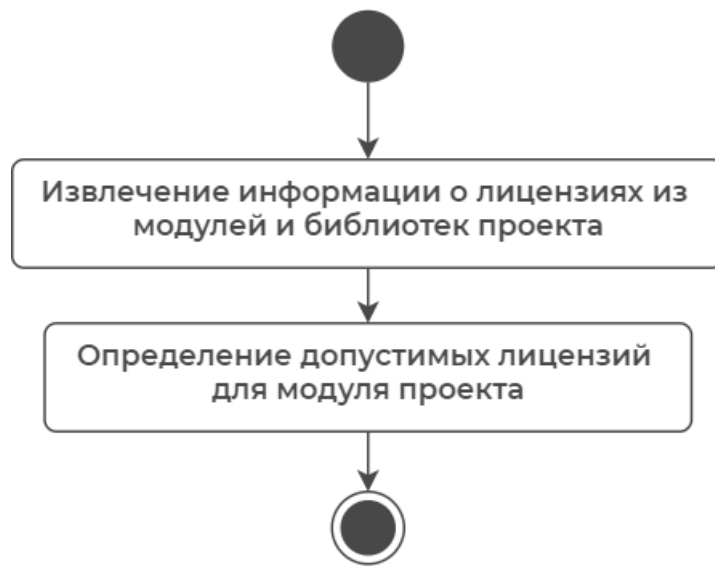 Извлечение информации о лицензиях из
модулей и библиотек проекта
Определение допустимых лицензий
для модуля проекта